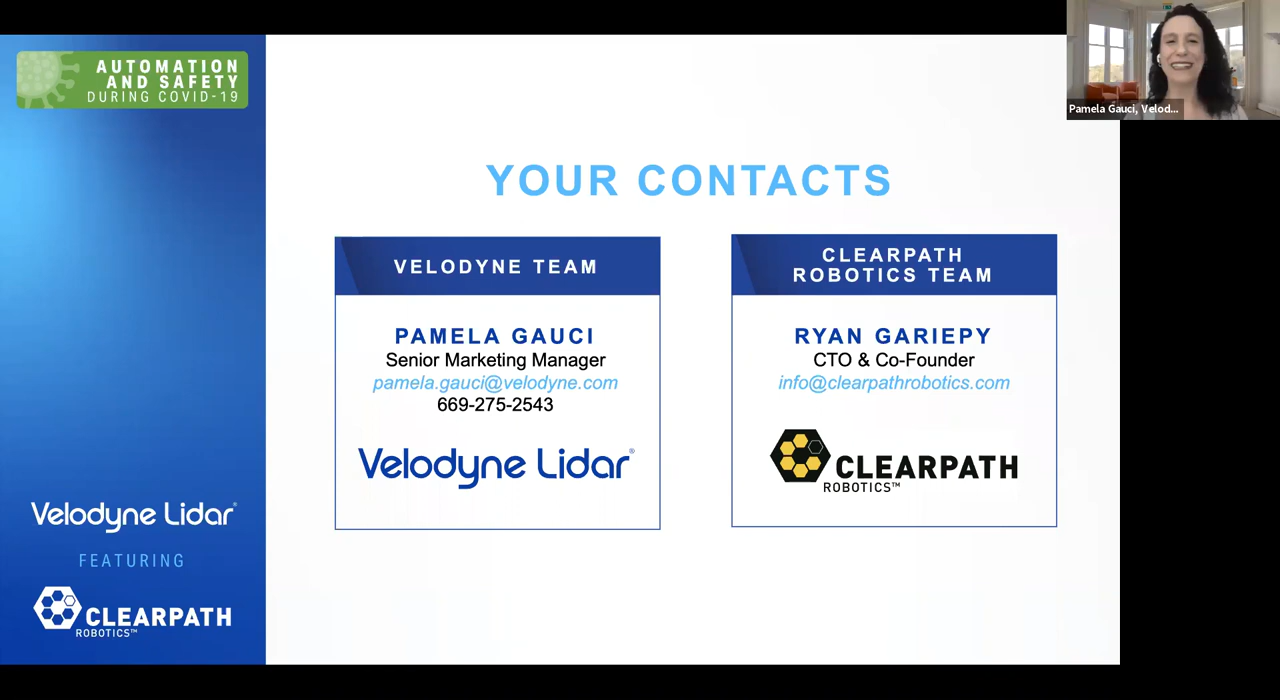 AUTOMATION
AND SAFETY
DURING COVID-19
Pamela Gauci, Velod...
YOUR CONTACTS
VELODYNE TEAM
PAMELA GAUCI
Senior Marketing Manager
pamela.gauci@velodyne.com
669-275-2543
Velodyne Lidar®
CLEARPATH
ROBOTICS TEAM
RYAN GARIEPY
CTO & Co-Founder
info@clearpathrobotics.com
CLEARPATH
ROBOTICS™
Velodyne Lidar®
FEATURING
CLEARPATH
ROBOTICS™